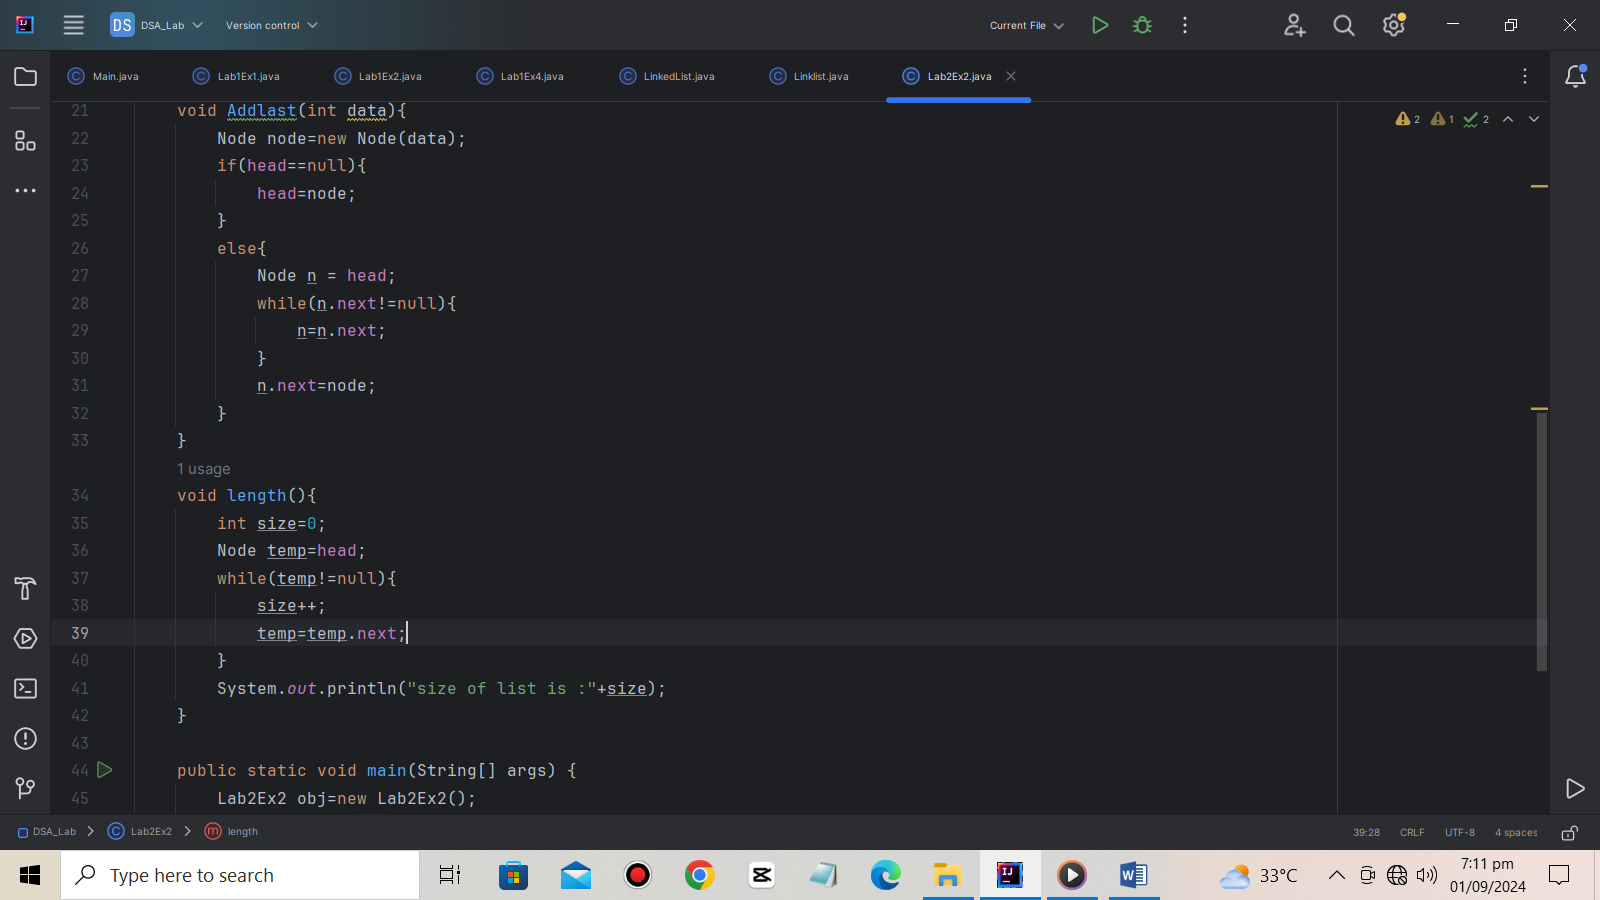 DS DSA_Lab Version control Current File
Main.java Lab1Ex1.java Lab1Ex2.java Lab1Ex4.java LinkedList.java Linklist.java Lab2Ex2.java
2 1 2
21 void Addlast(int data){
22 Node node=new Node(data);
23 if(head==null){
24 head=node;
25 }
26 else{
27 Node n = head;
28 while(n.next!=null){
29 n=n.next;
30 }
31 n.next=node;
32 }
33 }
1 usage
34 void length(){
35 int size=0;
36 Node temp=head;
37 while(temp!=null){
38 size++;
39 temp=temp.next;
40 }
41 System.out.println("size of list is :"+size);
42 }
43
44 public static void main(String[] args) {
45 Lab2Ex2 obj=new Lab2Ex2();
DSA_Lab Lab2Ex2 length 39:28 CRLF UTF-8 4 spaces
Type here to search 33°C 7:11 pm
01/09/2024